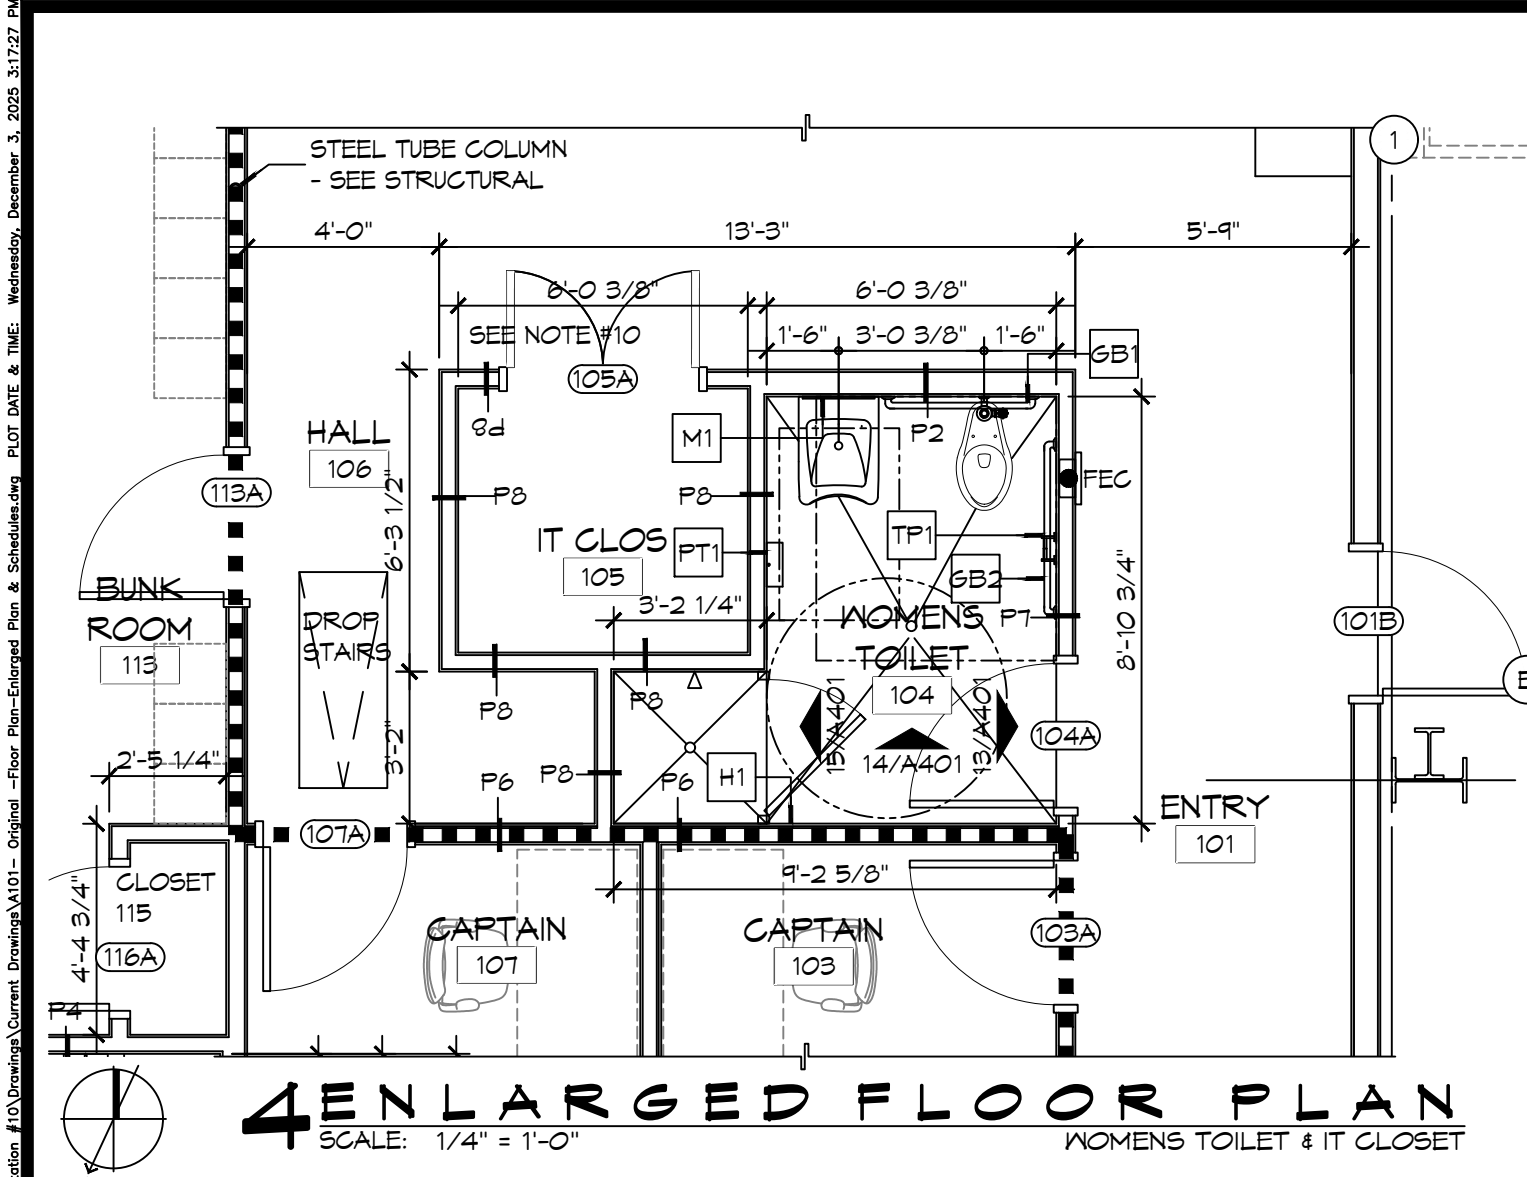 STEEL TUBE COLUMN
- SEE STRUCTURAL
1
4'-0"
13'-3"
5'-9"
6'-0 3/8"
6'-0 3/8"
SEE NOTE #10
1'-6"
3'-0 3/8"
1'-6"
GB1
105A
HALL
106
P8
M1
P2
FEC
113A
P8
P8
6'-3 1/2"
IT CLOS
105
PT1
TP1
GB2
8'-10 3/4"
BUNK
ROOM
113
DROP
STAIRS
3'-2 1/4"
WOMENS
TOILET
104
P7
101B
E
P8
P8
15/A401
14/A401
13/A401
104A
2'-5 1/4"
3'-2"
P6
P8
P6
H1
ENTRY
101
107A
9'-2 5/8"
CLOSET
115
4'-4 3/4"
116A
CAPTAIN
107
CAPTAIN
103
103A
P4
4 ENLARGED FLOOR PLAN
SCALE: 1/4" = 1'-0"
WOMENS TOILET & IT CLOSET
ation #10\Drawings\Current Drawings\A101- Original -Floor Plan-Enlarged Plan & Schedules.dwg PLOT DATE & TIME: Wednesday, December 3, 2025 3:17:27 PM